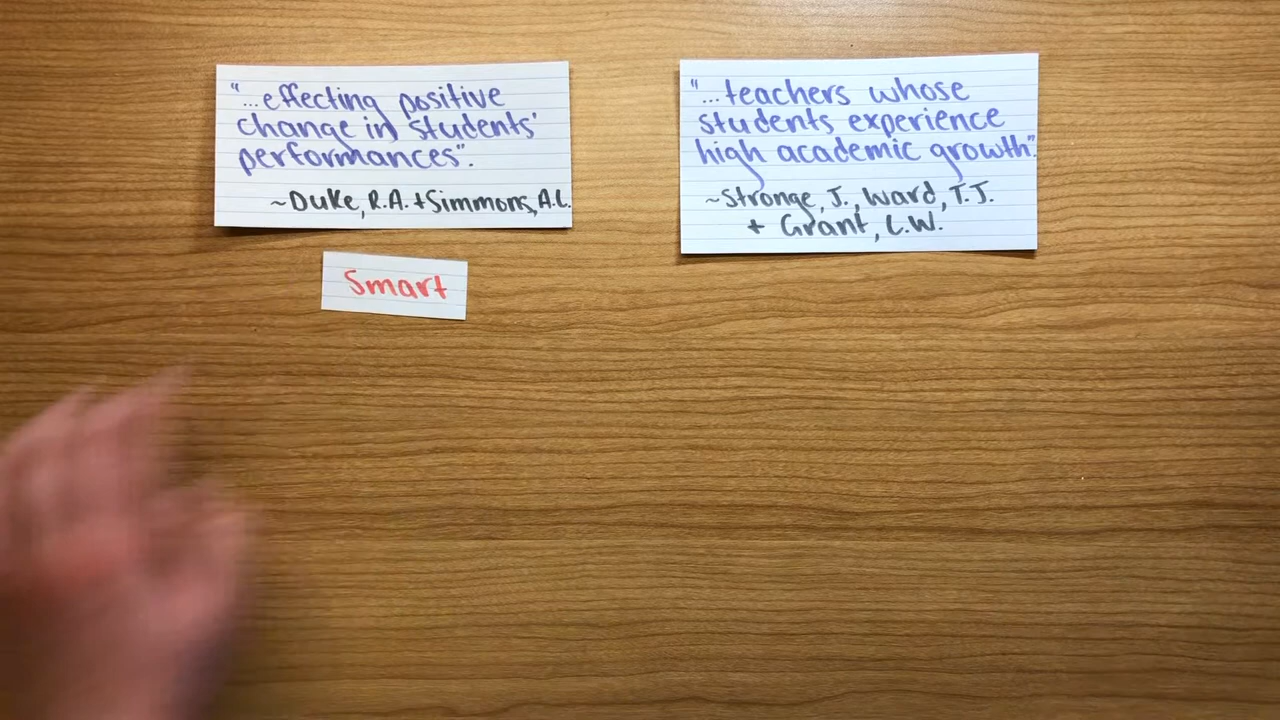 "...effecting positive
change in students'
performances".
~Duke, R.A. + Simmons, A.L.
Smart
"...teachers whose
students experience
high academic growth".
~Stronge, J., Ward, T.J.
+ Grant, L.W.